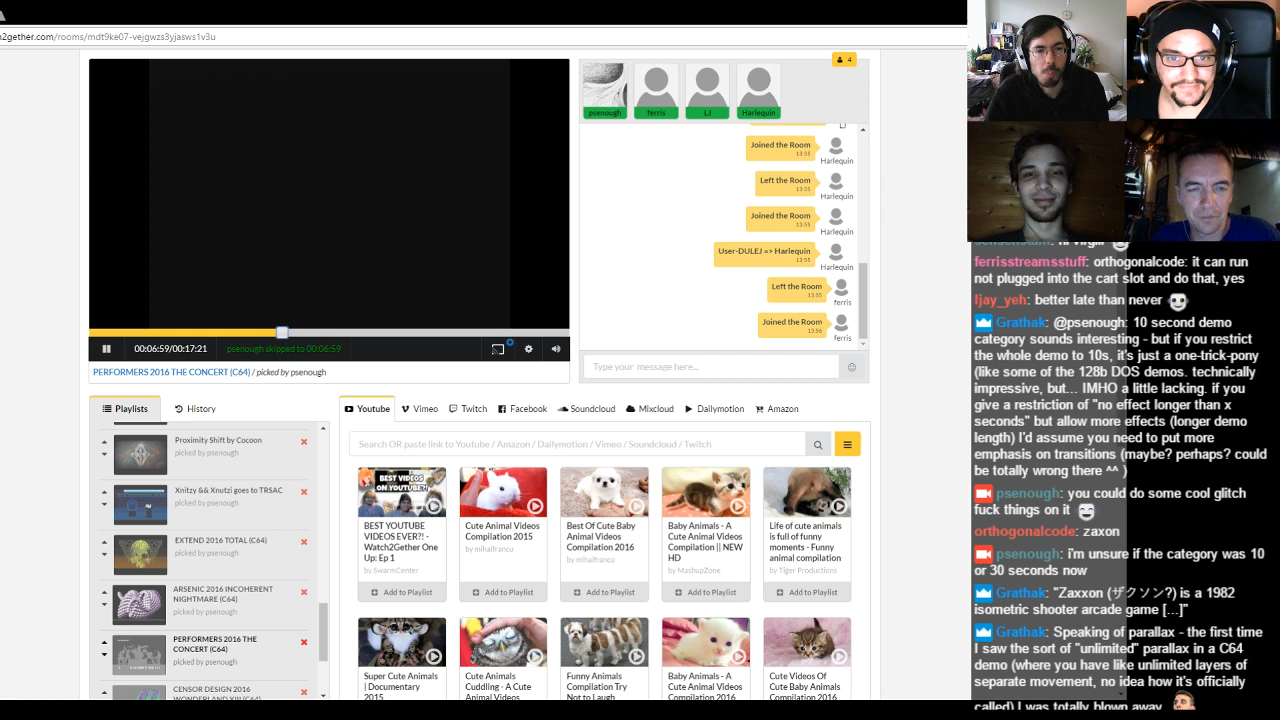 n2gether.com/rooms/mdt9ke07-vejgwzs3yjasws1v3u
4
psenough
ferris
LJ
Harlequin
LJ
Joined the Room
13:55
Harlequin
Left the Room
13:55
Harlequin
Joined the Room
13:55
Harlequin
User-DULEJ => Harlequin
13:55
Harlequin
Left the Room
13:55
ferris
Joined the Room
13:56
ferris
00:06:59/00:17:21
psenough skipped to 00:06:59
PERFORMERS 2016 THE CONCERT (C64) / picked by psenough
Type your message here...
Playlists
History
Proximity Shift by Cocoon
picked by psenough
Xnitzy && Xnutzi goes to TRSAC
picked by psenough
EXTEND 2016 TOTAL (C64)
picked by psenough
ARSENIC 2016 INCOHERENT
NIGHTMARE (C64)
picked by psenough
PERFORMERS 2016 THE
CONCERT (C64)
picked by psenough
CENSOR DESIGN 2016
WONDERLAND XIII (C64)
Youtube
Vimeo
Twitch
Facebook
Soundcloud
Mixcloud
Dailymotion
Amazon
Search OR paste link to Youtube / Amazon / Dailymotion / Vimeo / Soundcloud / Twitch
BEST VIDEOS
ON YOUTUBE?!
BEST YOUTUBE
VIDEOS EVER?! -
Watch2Gether One
Up: Ep 1
by SwarmCenter
Add to Playlist
Cute Animal Videos
Compilation 2015
by mihaifrancu
Add to Playlist
Best Of Cute Baby
Animals Videos
Compilation 2016
by mihaifrancu
Add to Playlist
Baby Animals - A
Cute Animal Videos
Compilation || NEW
HD
by MashupZone
Add to Playlist
Life of cute animals
is full of funny
moments - Funny
animal compilation
by Tiger Productions
Add to Playlist
Super Cute Animals
| Documentary
2015
Cute Animals
Cuddling - A Cute
Animal Videos
Funny Animals
Compilation Try
Not to Laugh
Baby Animals - A
Cute Animal Videos
Compilation 2016
Cute Videos Of
Cute Baby Animals
Compilation 2016
ferrisstreamsstuff: orthogonalcode: it can run
not plugged into the cart slot and do that, yes
ljay_yeh: better late than never
Grathak: @psenough: 10 second demo
category sounds interesting - but if you restrict
the whole demo to 10s, it's just a one-trick-pony
(like some of the 128b DOS demos. technically
impressive, but... IMHO a little lacking. if you
give a restriction of "no effect longer than x
seconds" but allow more effects (longer demo
length) I'd assume you need to put more
emphasis on transitions (maybe? perhaps? could
be totally wrong there ^^ )
psenough: you could do some cool glitch
fuck things on it
orthogonalcode: zaxon
psenough: i'm unsure if the category was 10
or 30 seconds now
Grathak: "Zaxxon (ザクソン?) is a 1982
isometric shooter arcade game [...]"
Grathak: Speaking of parallax - the first time
I saw the sort of "unlimited" parallax in a C64
demo (where you have like unlimited layers of
separate movement, no idea how it's officially
called) I was totally blown away